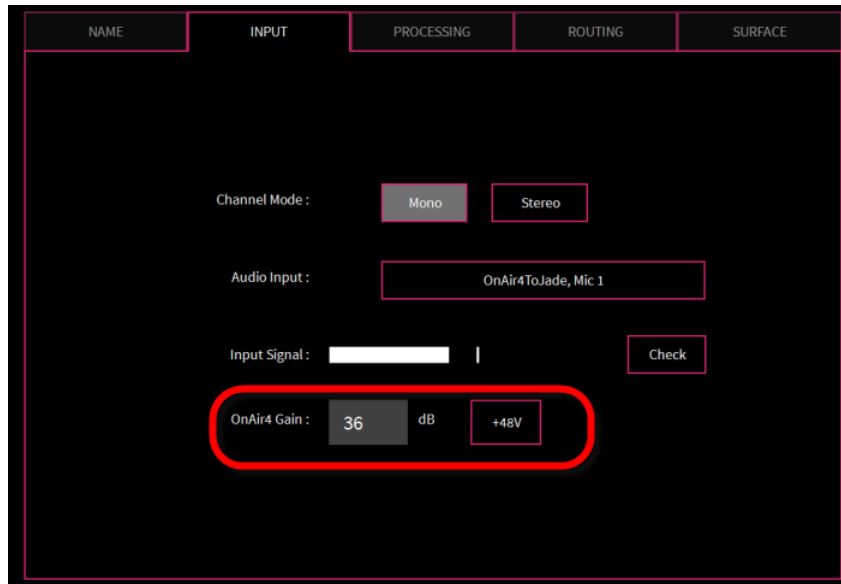 NAME INPUT PROCESSING ROUTING SURFACE
Channel Mode : Mono Stereo
Audio Input : OnAir4ToJade, Mic 1
Input Signal : Check
OnAir4 Gain : 36 dB +48V